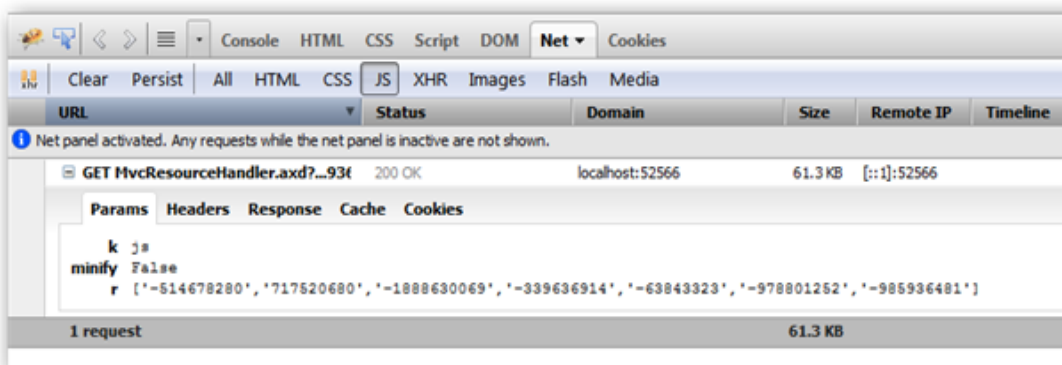 Console HTML CSS Script DOM Net Cookies
Clear Persist All HTML CSS JS XHR Images Flash Media
URL Status Domain Size Remote IP Timeline
Net panel activated. Any requests while the net panel is inactive are not shown.
GET MvcResourceHandler.axd?...936 200 OK localhost:52566 61.3 KB [::1]:52566
Params Headers Response Cache Cookies
k js
minify False
r ['-514678280','717520680','-1888630069','-339636914','-63843323','-978801252','-985936481']
1 request 61.3 KB